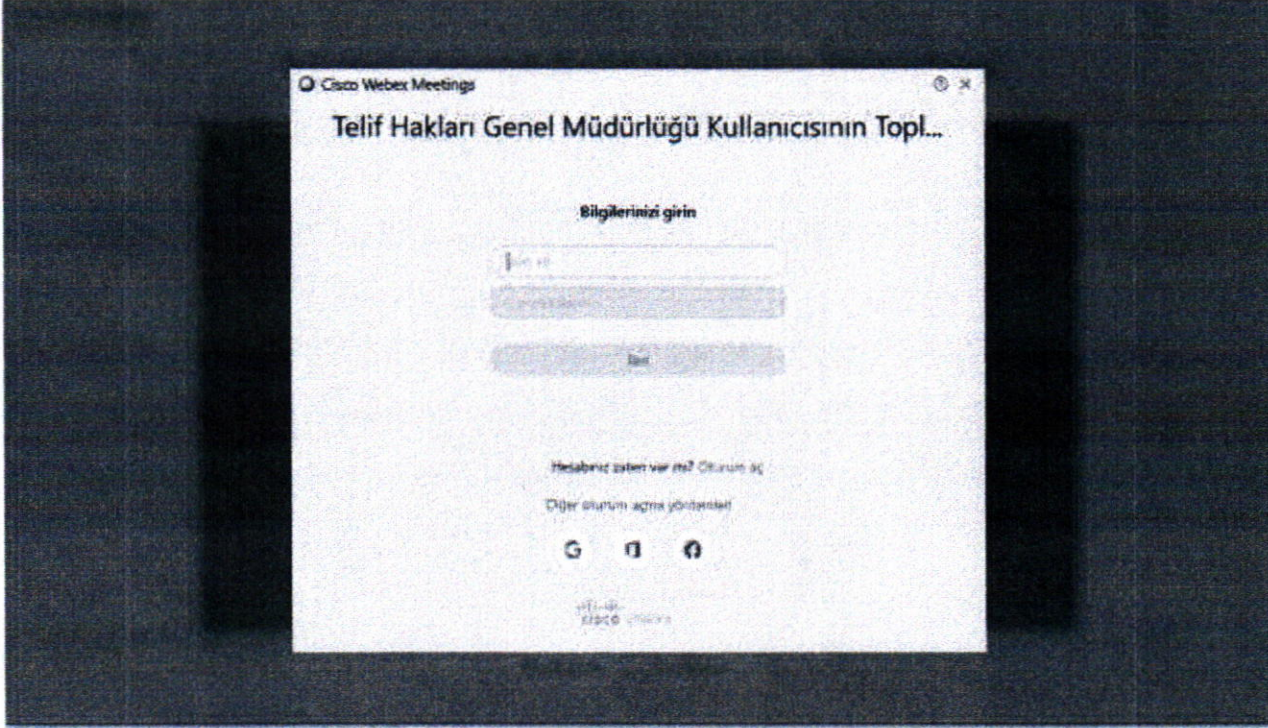 Cisco Webex Meetings
Telif Hakları Genel Müdürlüğü Kullanıcısının Topl...
Bilgilerinizi girin
İleri
Hesabınız zaten var mı? Oturum aç
Diğer oturum açma yöntemleri
CISCO